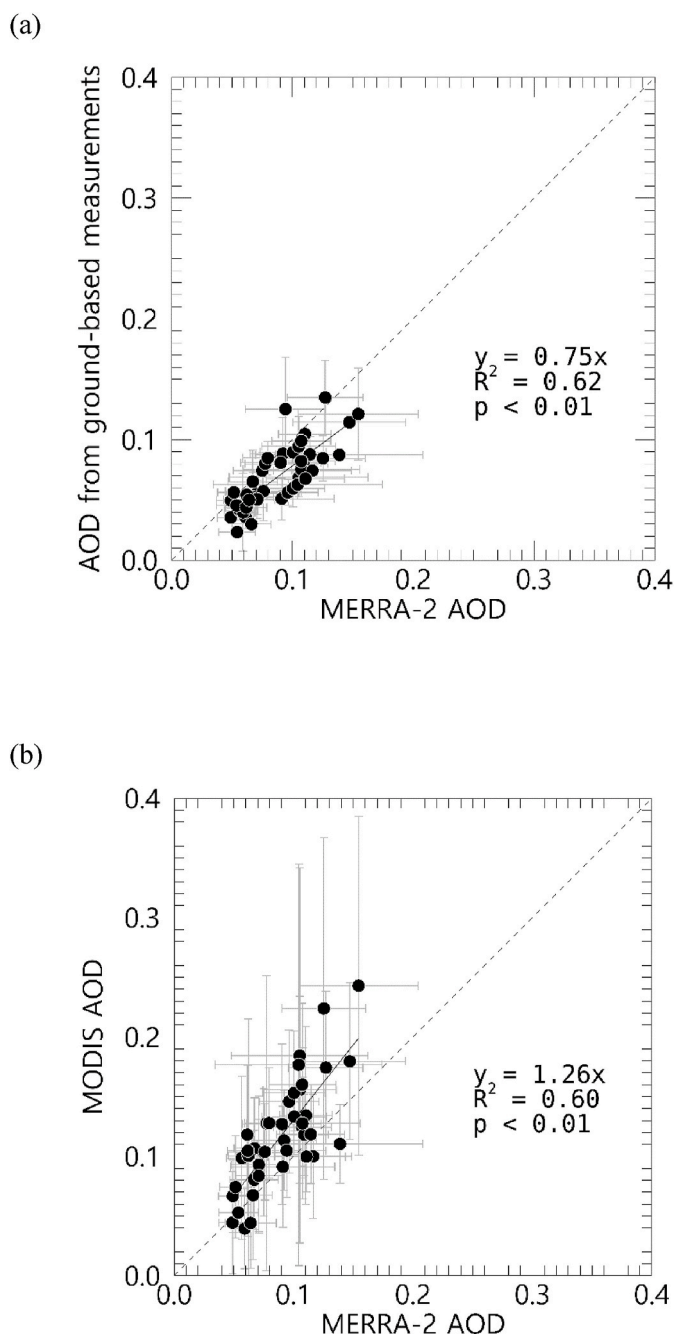 (a)
0.4
0.3
0.2
0.1
0.0
AOD from ground-based measurements
y = 0.75x
R² = 0.62
p < 0.01
0.0 0.1 0.2 0.3 0.4
MERRA-2 AOD
(b)
0.4
0.3
0.2
0.1
0.0
MODIS AOD
y = 1.26x
R² = 0.60
p < 0.01
0.0 0.1 0.2 0.3 0.4
MERRA-2 AOD